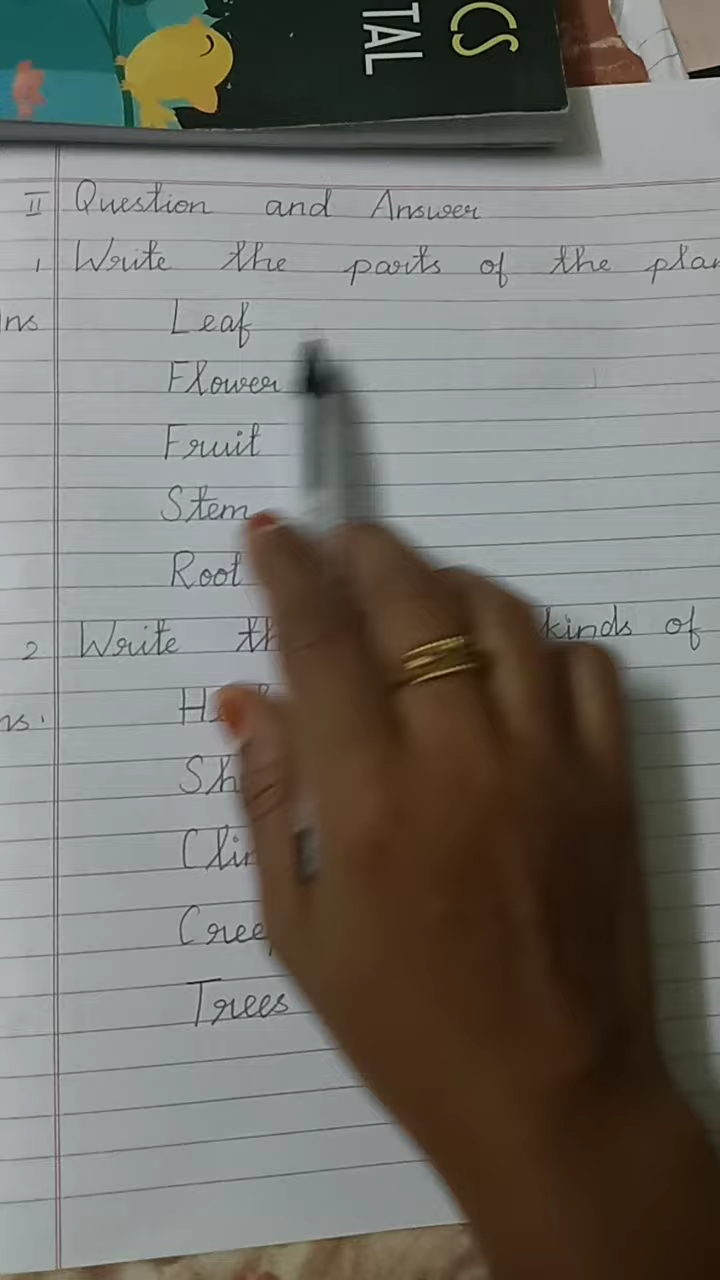 CS
TAL
II Question and Answer
1 Write the parts of the
Leaf
Flower
Fruit
Stem
Root
2 Write kinds of
Trees